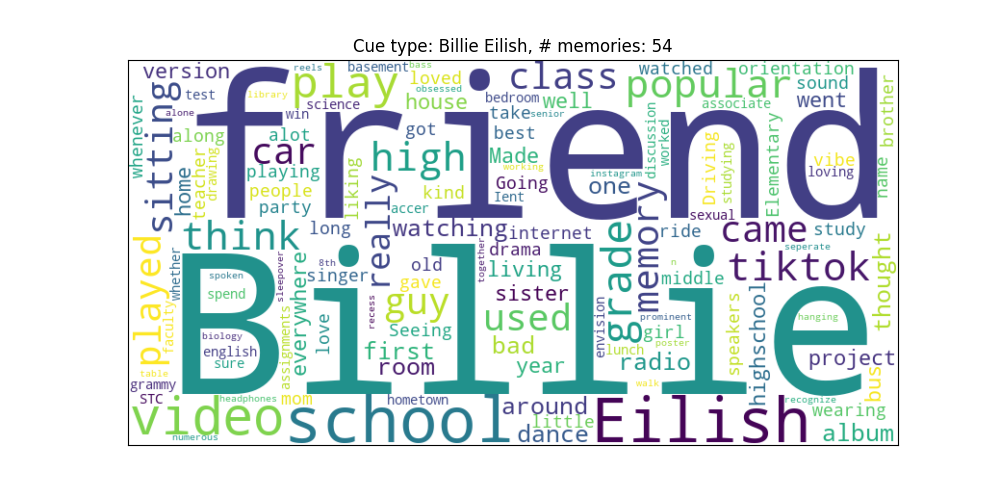 Cue type: Billie Eilish, # memories: 54
version
reels
basement
bass
loved
obsessed
class
watched
orientation
popular
sound
test
library
play
science
house
bedroom
well
associate
went
brother
whenever
alone
along
alot
win
got
take
senior
best
discussion
worked
friend
sitting
teacher
drawing
car
playing
people
party
liking
high
kind
Made
working
Going
Ient
instagram
one
Driving
studying
Elementary
vibe
loving
name
home
accer
sexual
think
long
really
watching
internet
drama
memory
ride
came
study
seperate
played
whether
spoken
spend
sleepover
everywhere
8th
singer
old
gave
together
living
sister
grade
n
middle
tiktok
thought
faculty
biology
english
sure
assignments
love
recess
guy
Seeing
first
room
used
bad
year
envision
prominent
girl
lunch
poster
radio
speakers
highschool
hanging
project
bus
Billie
table
grammy
STC
headphones
mom
hometown
walk
recognize
wearing
video
numerous
school
around
little
dance
Eilish
album